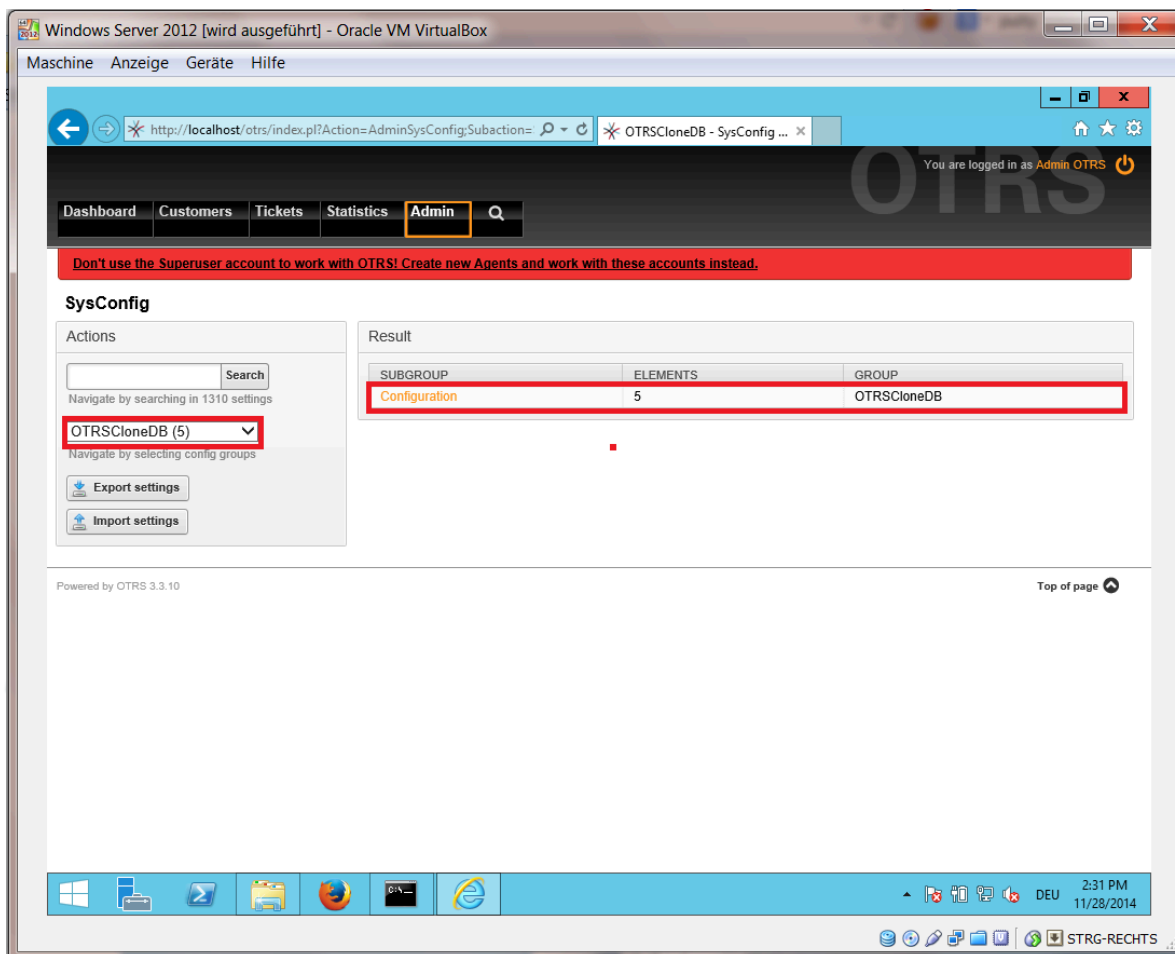 Windows Server 2012 [wird ausgeführt] - Oracle VM VirtualBox
Maschine Anzeige Geräte Hilfe
http://localhost/otrs/index.pl?Action=AdminSysConfig;Subaction=
OTRSCloneDB - SysConfig ...
OTRS
You are logged in as Admin OTRS
Dashboard Customers Tickets Statistics Admin
Don't use the Superuser account to work with OTRS! Create new Agents and work with these accounts instead.
SysConfig
Actions
Search
Navigate by searching in 1310 settings
OTRSCloneDB (5)
Navigate by selecting config groups
Export settings
Import settings
Result
SUBGROUP ELEMENTS GROUP
Configuration 5 OTRSCloneDB
Powered by OTRS 3.3.10
Top of page
DEU
2:31 PM
11/28/2014
STRG-RECHTS